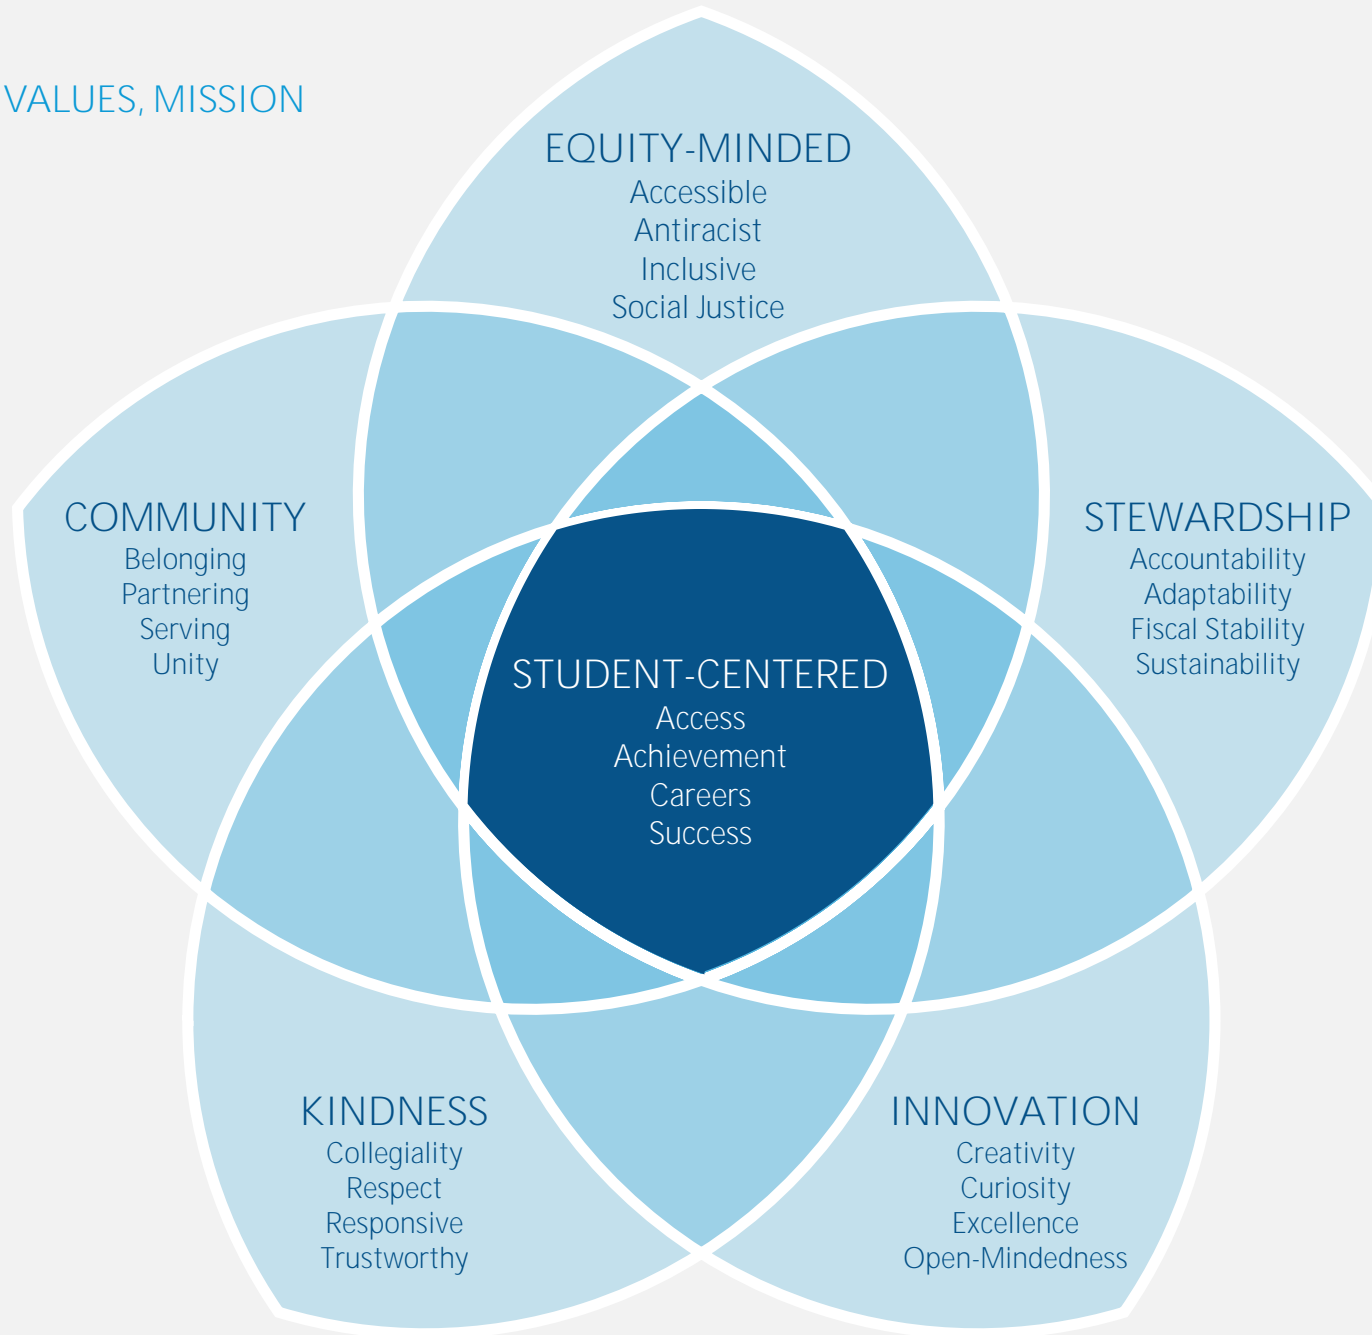 VALUES, MISSION
EQUITY-MINDED
Accessible
Antiracist
Inclusive
Social Justice
COMMUNITY
Belonging
Partnering
Serving
Unity
STEWARDSHIP
Accountability
Adaptability
Fiscal Stability
Sustainability
STUDENT-CENTERED
Access
Achievement
Careers
Success
KINDNESS
Collegiality
Respect
Responsive
Trustworthy
INNOVATION
Creativity
Curiosity
Excellence
Open-Mindedness